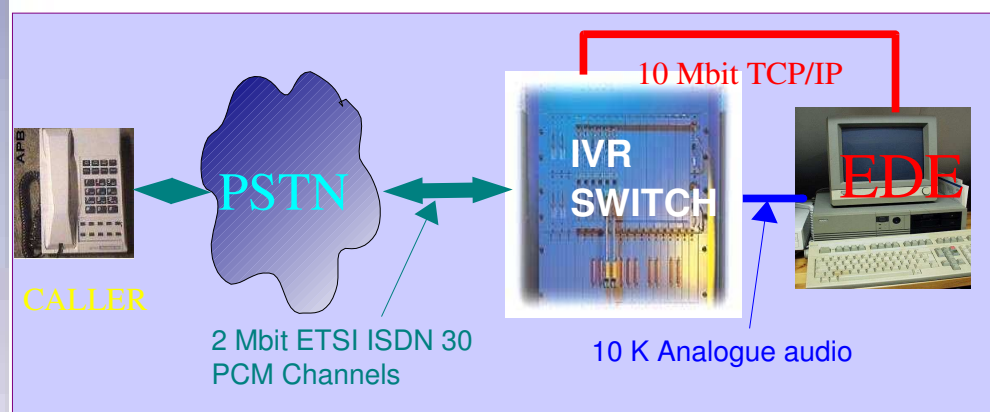 10 Mbit TCP/IP
APB
IVR
SWITCH
PSTN
EDE
CALLER
2 Mbit ETSI ISDN 30
PCM Channels
10 K Analogue audio